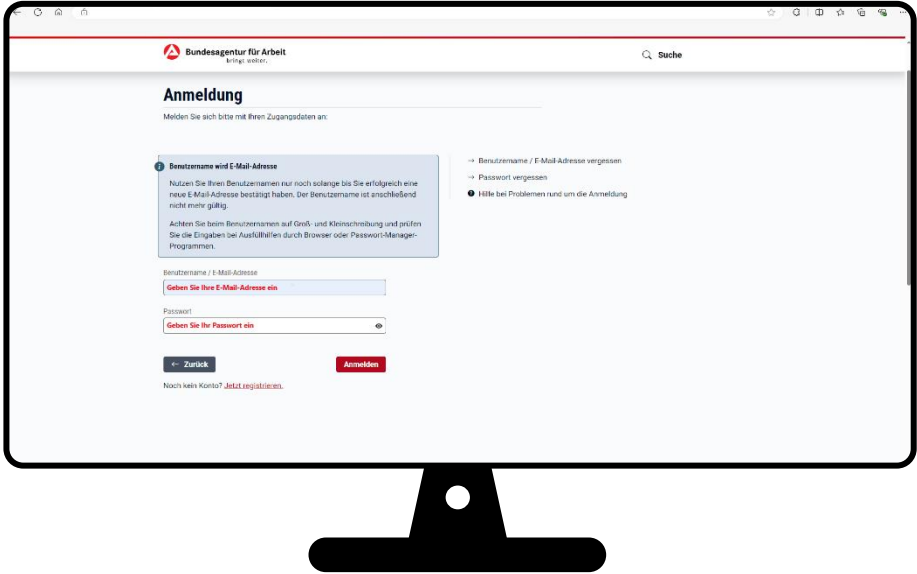 Bundesagentur für Arbeit
bringt weiter.
Suche
Anmeldung
Melden Sie sich bitte mit Ihren Zugangsdaten an:
Benutzername wird E-Mail-Adresse
Nutzen Sie Ihren Benutzernamen nur noch solange bis Sie erfolgreich eine
neue E-Mail-Adresse bestätigt haben. Der Benutzername ist anschließend
nicht mehr gültig.
Achten Sie beim Benutzernamen auf Groß- und Kleinschreibung und prüfen
Sie die Eingaben bei Ausfüllhilfen durch Browser oder Passwort-Manager-
Programmen.
→ Benutzername / E-Mail-Adresse vergessen
→ Passwort vergessen
Hilfe bei Problemen rund um die Anmeldung
Benutzername / E-Mail-Adresse
Geben Sie Ihre E-Mail-Adresse ein
Passwort
Geben Sie Ihr Passwort ein
← Zurück
Anmelden
Noch kein Konto? Jetzt registrieren.